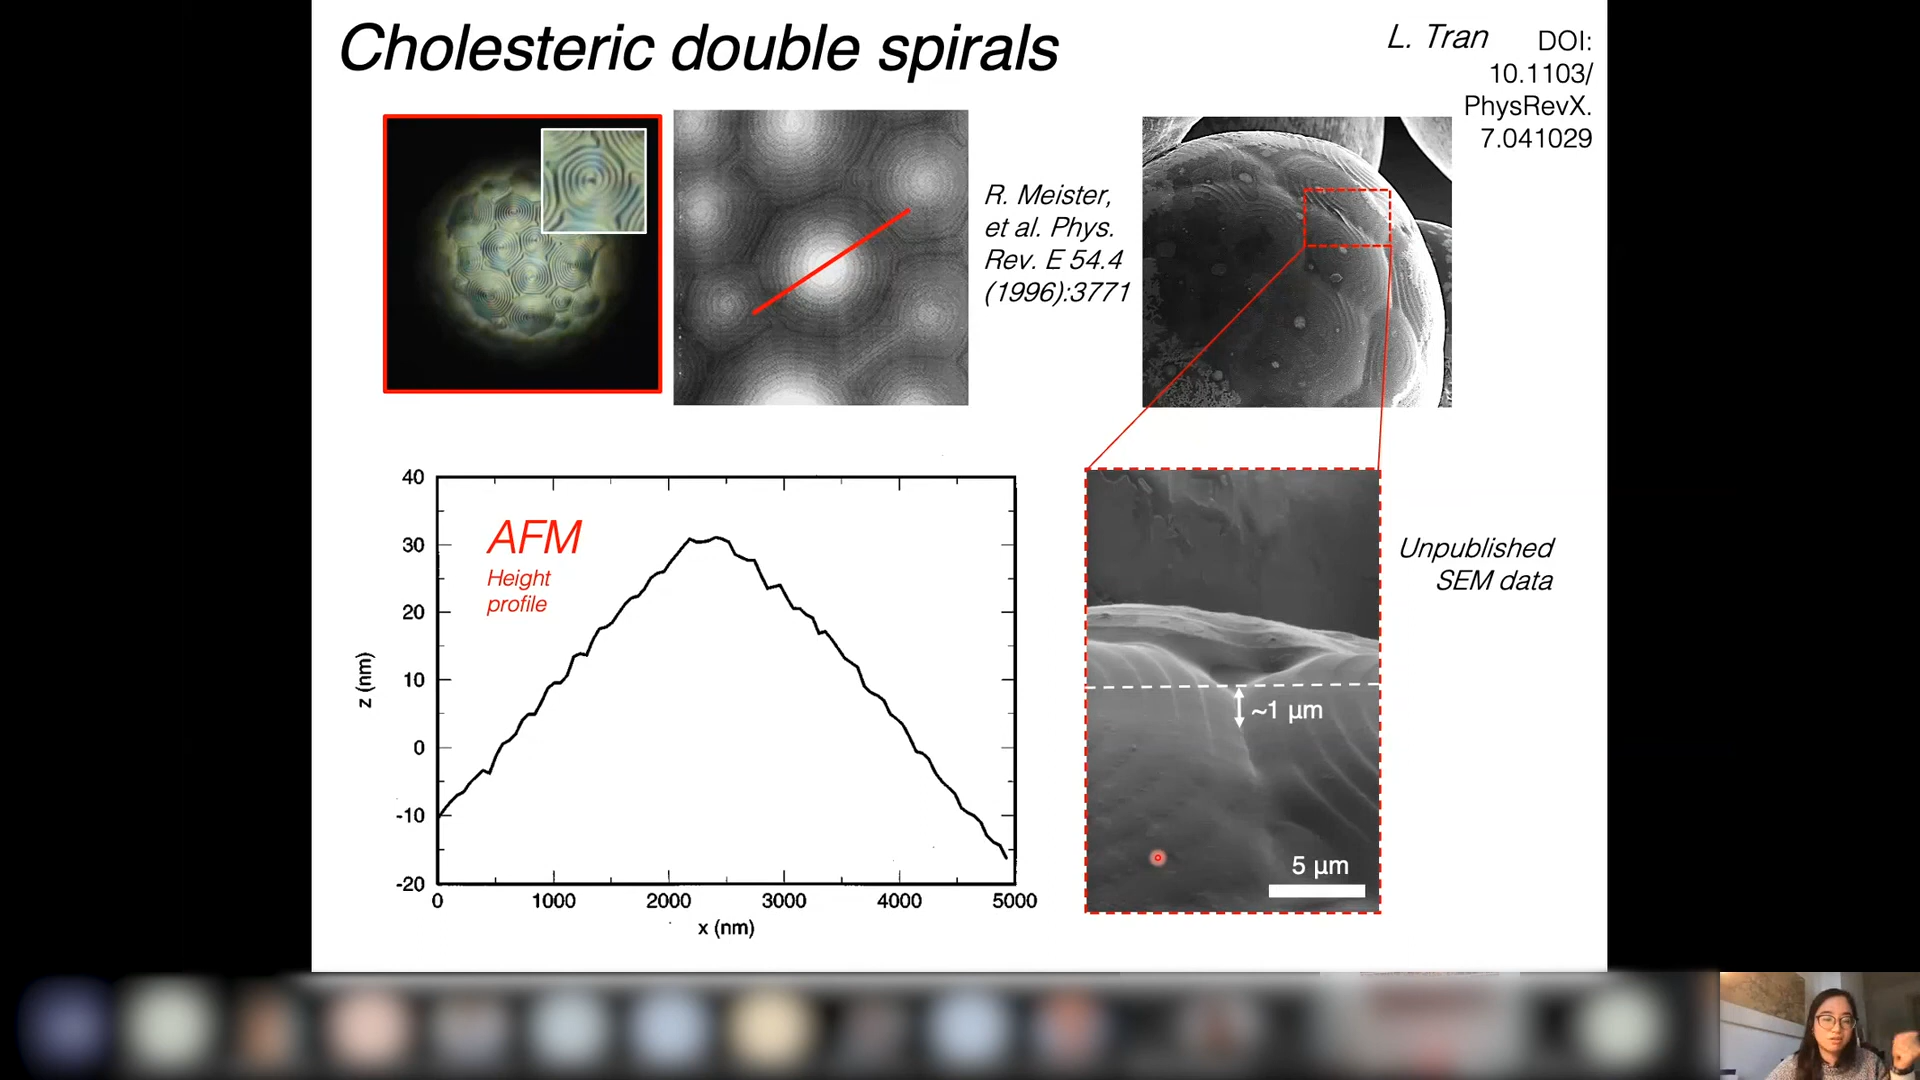 Cholesteric double spirals
L. Tran
DOI:
10.1103/
PhysRevX.
7.041029
R. Meister,
et al. Phys.
Rev. E 54.4
(1996):3771
AFM
Height
profile
40
30
20
10
0
-10
-20
z (nm)
0 1000 2000 3000 4000 5000
x (nm)
~1 µm
5 µm
Unpublished
SEM data